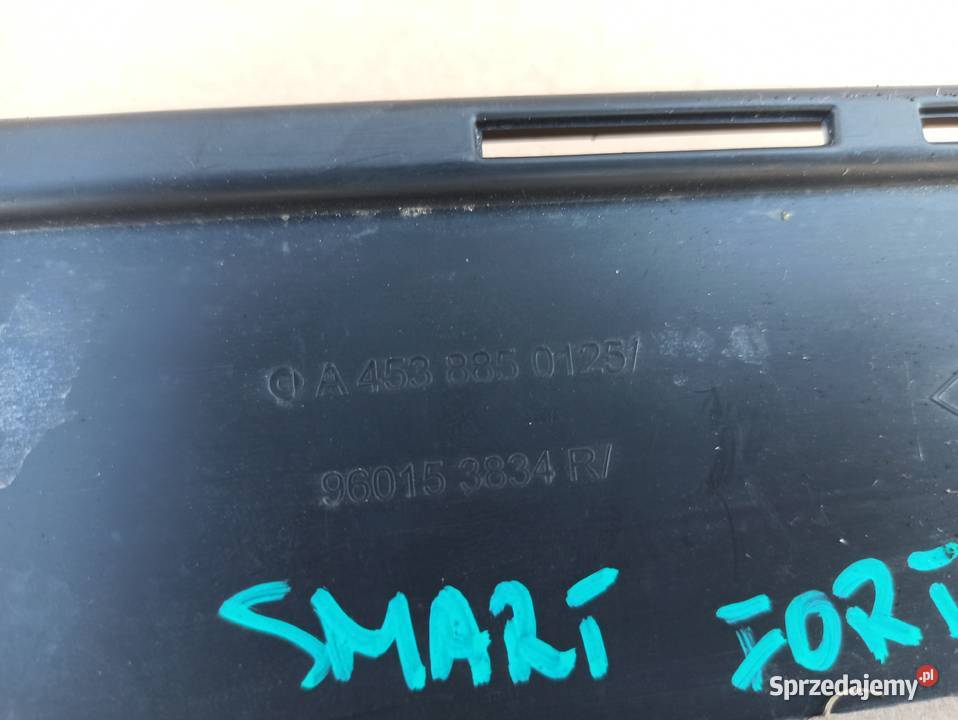 A 453 885 0125/
96015 3834 R/
SMART FORT
Sprzedajemy.pl